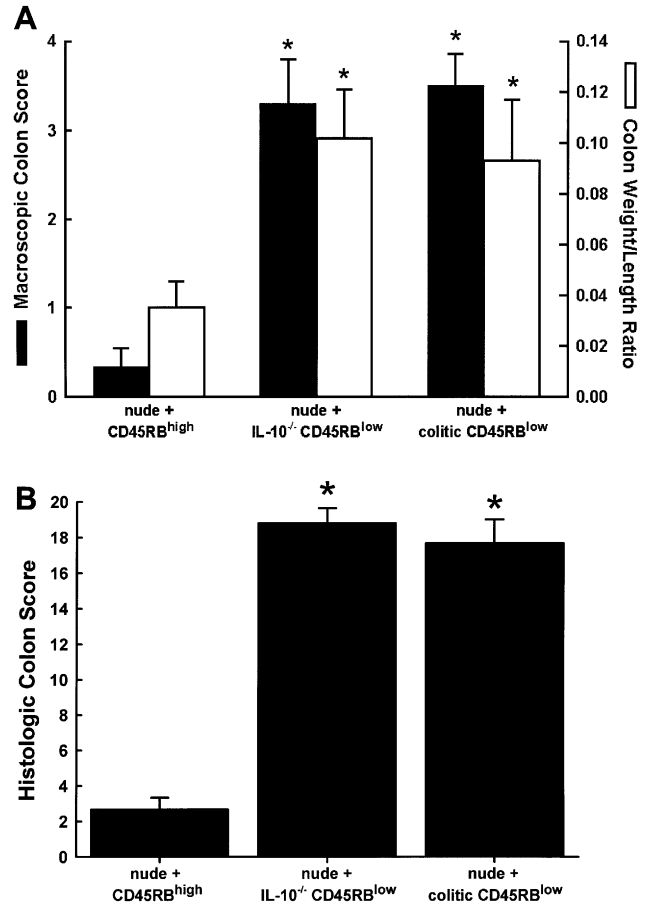 A
Macroscopic Colon Score
4
3
2
1
0
* * * *
0.14
0.12
0.10
0.08
0.06
0.04
0.02
0.00
Colon Weight/Length Ratio
nude + nude + nude +
CD45RBhigh IL-10-/- CD45RBlow colitic CD45RBlow
B
Histologic Colon Score
20
18
16
14
12
10
8
6
4
2
0
* *
nude + nude + nude +
CD45RBhigh IL-10-/- CD45RBlow colitic CD45RBlow